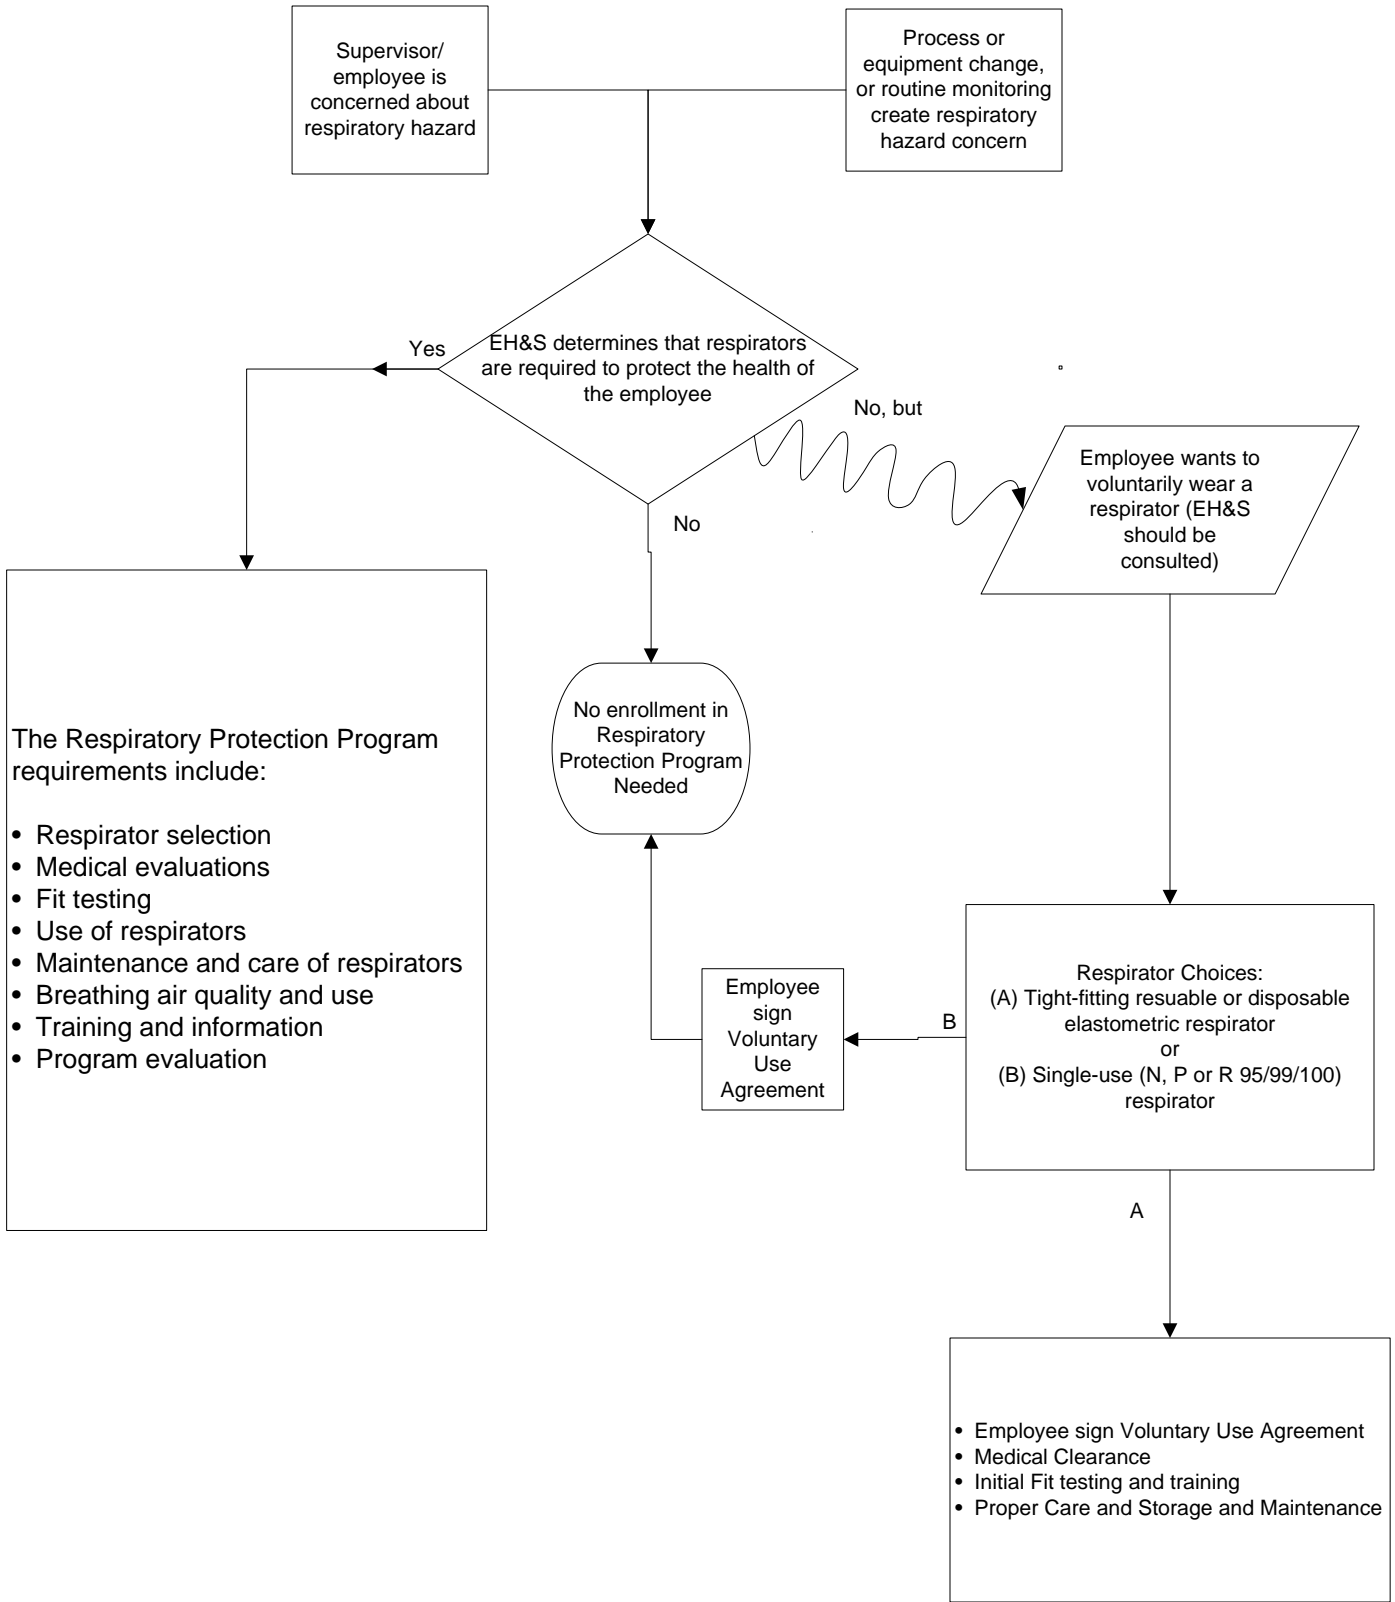 Supervisor/
employee is
concerned about
respiratory hazard
Process or
equipment change,
or routine monitoring
create respiratory
hazard concern
EH&S determines that respirators
are required to protect the health of
the employee
Yes
No, but
No
Employee wants to
voluntarily wear a
respirator (EH&S
should be
consulted)
The Respiratory Protection Program
requirements include:
• Respirator selection
• Medical evaluations
• Fit testing
• Use of respirators
• Maintenance and care of respirators
• Breathing air quality and use
• Training and information
• Program evaluation
No enrollment in
Respiratory
Protection Program
Needed
Employee
sign
Voluntary
Use
Agreement
B
Respirator Choices:
(A) Tight-fitting resuable or disposable
elastometric respirator
or
(B) Single-use (N, P or R 95/99/100)
respirator
A
• Employee sign Voluntary Use Agreement
• Medical Clearance
• Initial Fit testing and training
• Proper Care and Storage and Maintenance